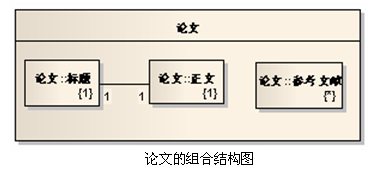 论文
论文::标题
{1}
1
1
论文::正文
{1}
论文::参考文献
{*}
论文的组合结构图